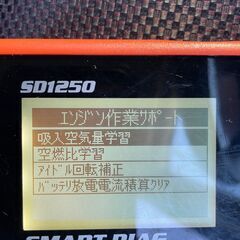 SD1250
エンジン作業サポート
吸入空気量学習
空燃比学習
アイドル回転補正
バッテリ放電電流積算クリア
SMART DIAG